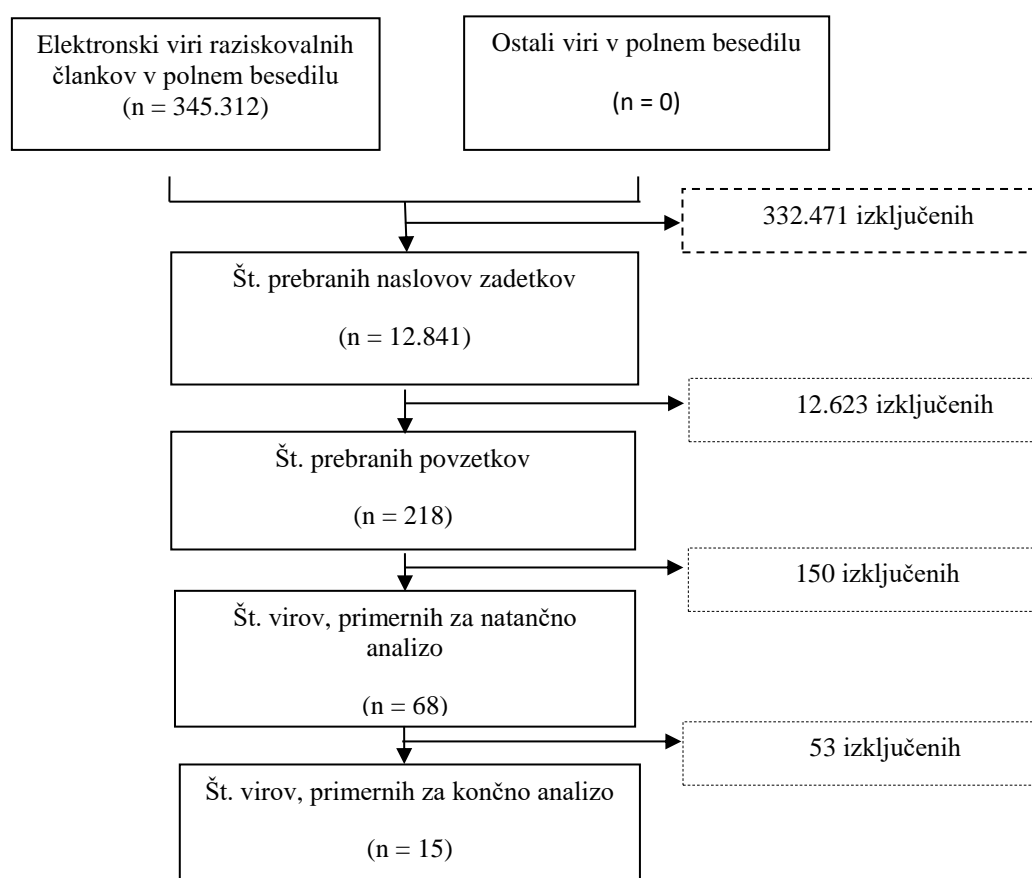 Elektronski viri raziskovalnih
člankov v polnem besedilu
(n = 345.312)
Ostali viri v polnem besedilu
(n = 0)
332.471 izključenih
Št. prebranih naslovov zadetkov
(n = 12.841)
12.623 izključenih
Št. prebranih povzetkov
(n = 218)
150 izključenih
Št. virov, primernih za natančno
analizo
(n = 68)
53 izključenih
Št. virov, primernih za končno analizo
(n = 15)